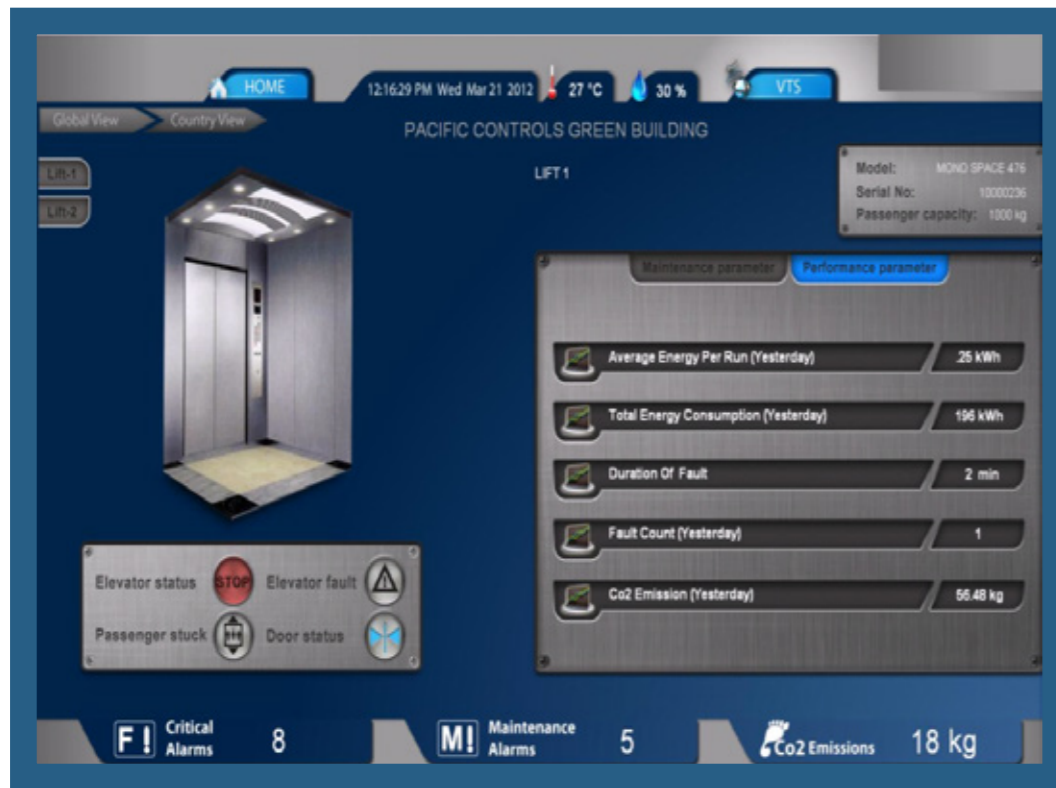 HOME
12:16:29 PM Wed Mar 21 2012
27 °C
30 %
VTS
Global View
Country View
PACIFIC CONTROLS GREEN BUILDING
Lift-1
Lift-2
LIFT 1
Model: MONO SPACE 476
Serial No: 10000236
Passenger capacity: 1000 kg
Maintenance parameter
Performance parameter
Average Energy Per Run (Yesterday) .25 kWh
Total Energy Consumption (Yesterday) 196 kWh
Duration Of Fault 2 min
Fault Count (Yesterday) 1
Co2 Emission (Yesterday) 56.48 kg
Elevator status STOP Elevator fault
Passenger stuck Door status
F! Critical Alarms 8
M! Maintenance Alarms 5
Co2 Emissions 18 kg